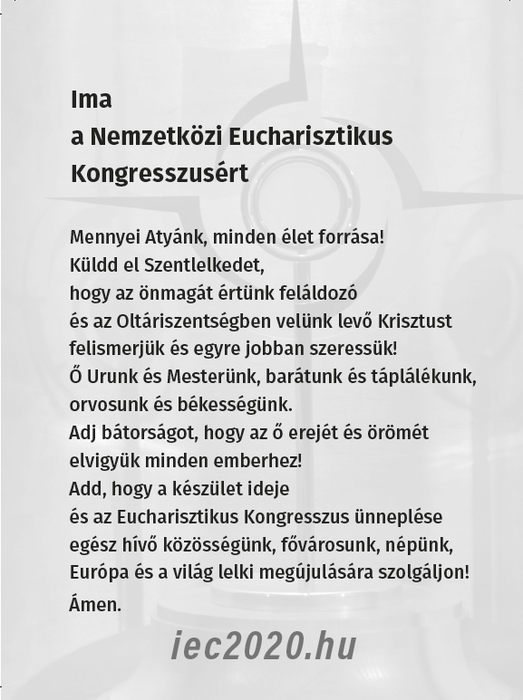 Ima
a Nemzetközi Eucharisztikus
Kongresszusért
Mennyei Atyánk, minden élet forrása!
Küldd el Szentlelkedet,
hogy az önmagát értünk feláldozó
és az Oltáriszentségben velünk levő Krisztust
felismerjük és egyre jobban szeressük!
Ő Urunk és Mesterünk, barátunk és táplálékunk,
orvosunk és békességünk.
Adj bátorságot, hogy az ő erejét és örömét
elvigyük minden emberhez!
Add, hogy a készület ideje
és az Eucharisztikus Kongresszus ünneplése
egész hívő közösségünk, fővárosunk, népünk,
Európa és a világ lelki megújulására szolgáljon!
Ámen.
iec2020.hu